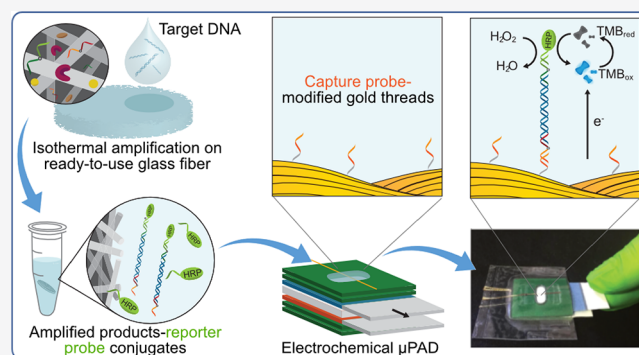 Target DNA
Isothermal amplification on
ready-to-use glass fiber
HRP
HRP
HRP
HRP
Amplified products-reporter
probe conjugates
Capture probe-
modified gold threads
Electrochemical µPAD
H2O2
H2O
HRP
TMBred
TMBox
e-